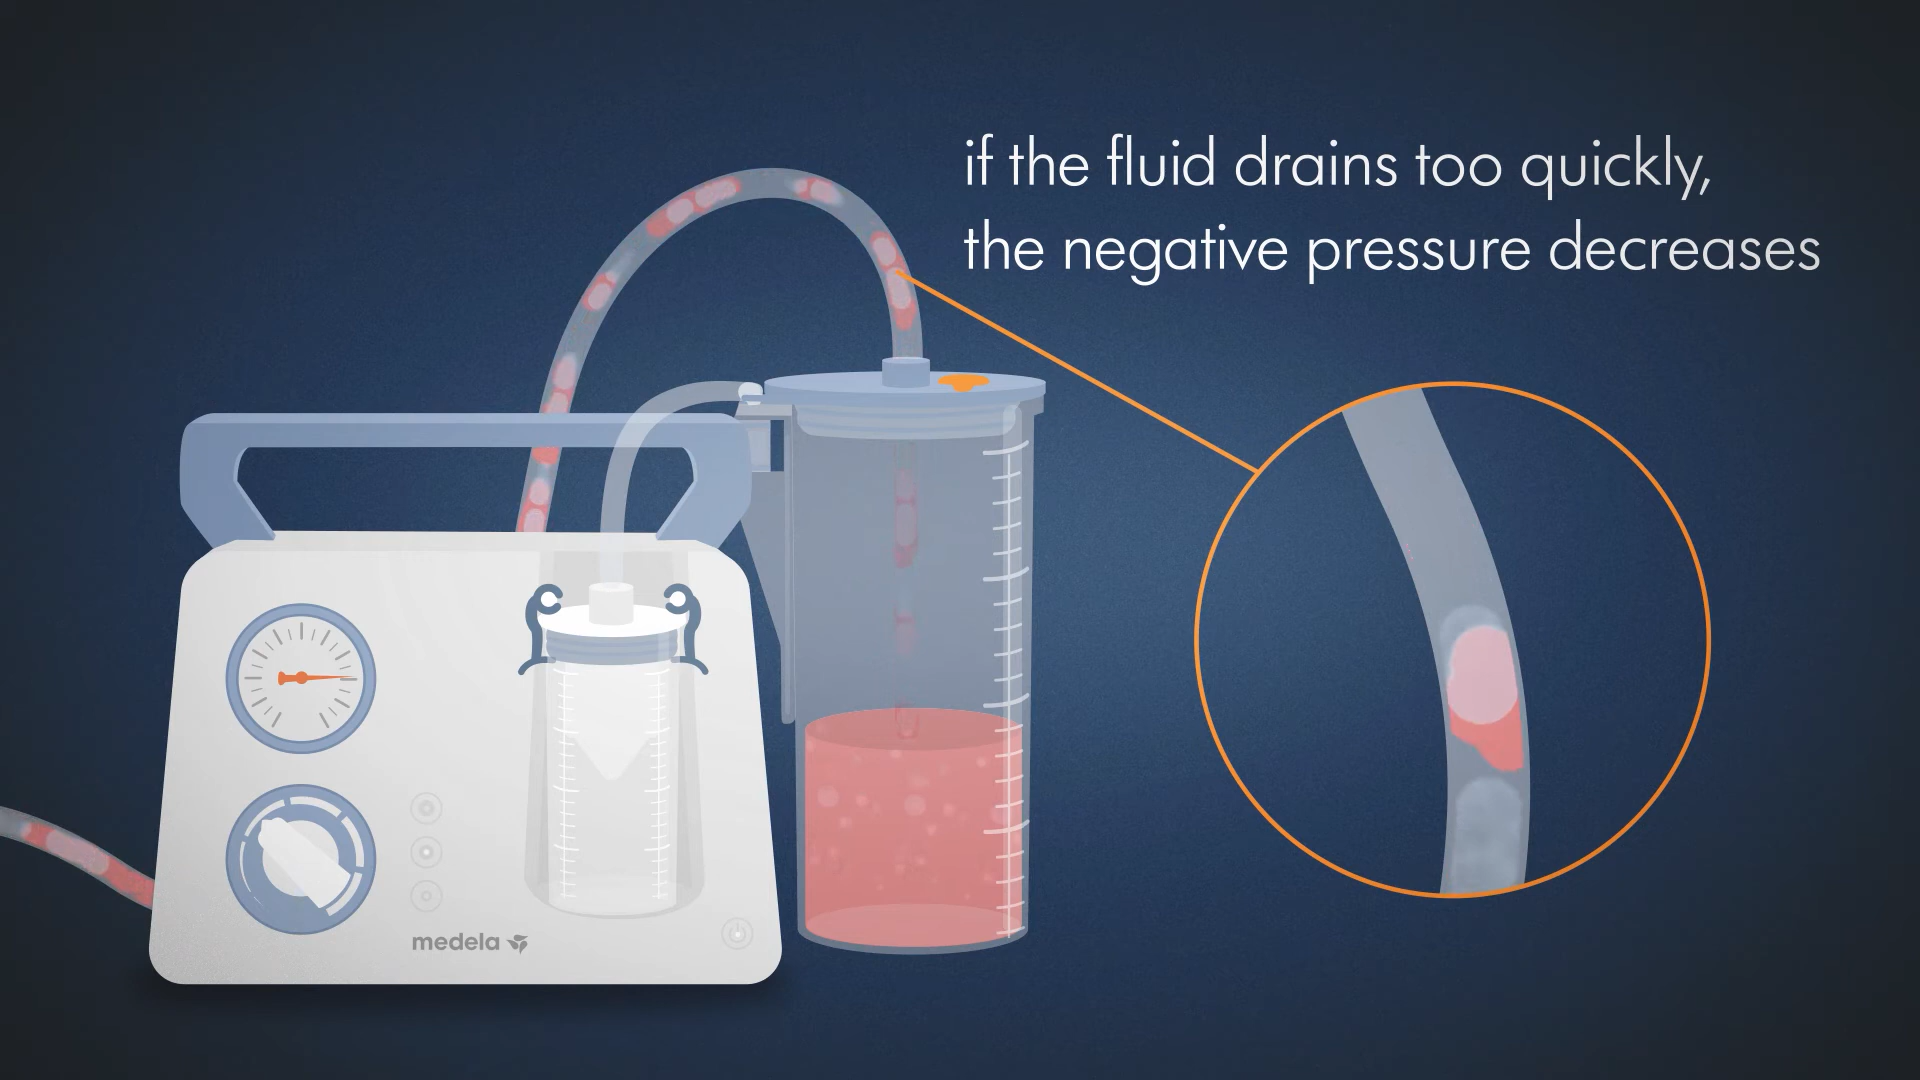 if the fluid drains too quickly,
the negative pressure decreases
medela